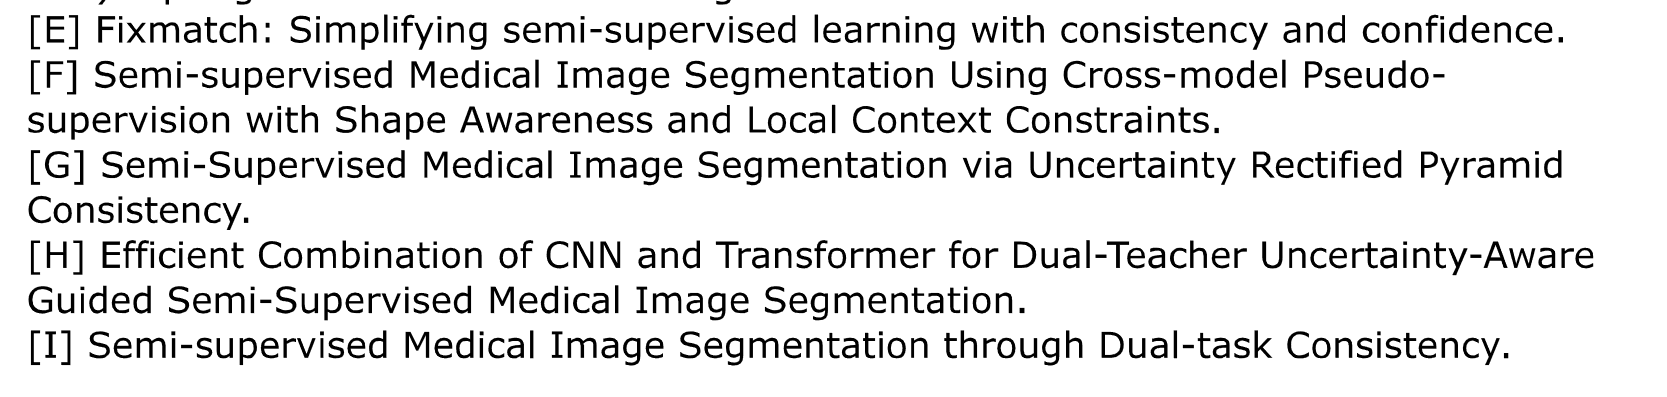 [E] Fixmatch: Simplifying semi-supervised learning with consistency and confidence.
[F] Semi-supervised Medical Image Segmentation Using Cross-model Pseudo-
supervision with Shape Awareness and Local Context Constraints.
[G] Semi-Supervised Medical Image Segmentation via Uncertainty Rectified Pyramid
Consistency.
[H] Efficient Combination of CNN and Transformer for Dual-Teacher Uncertainty-Aware
Guided Semi-Supervised Medical Image Segmentation.
[I] Semi-supervised Medical Image Segmentation through Dual-task Consistency.